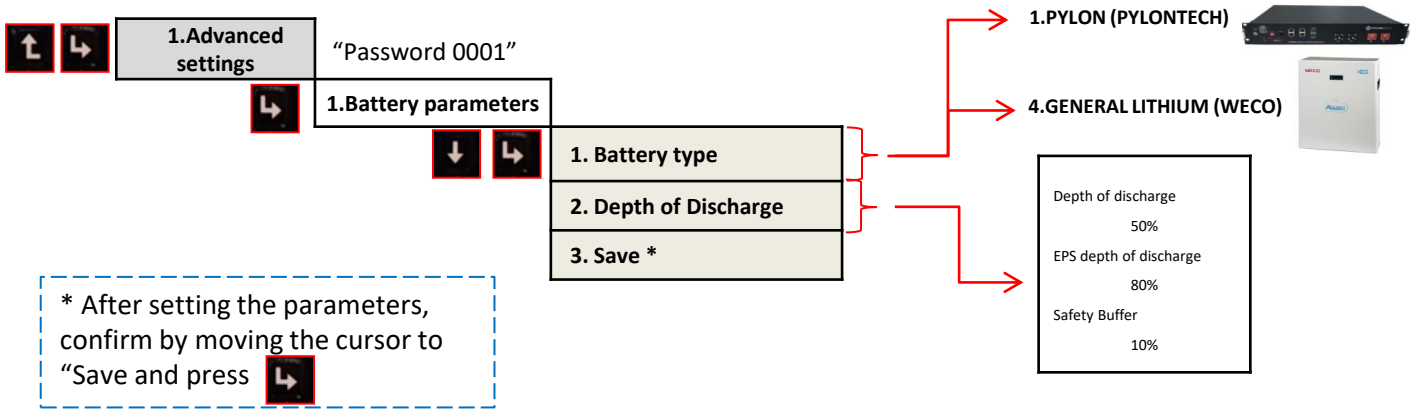 1.Advanced
settings
“Password 0001”
1.Battery parameters
1. Battery type
2. Depth of Discharge
3. Save *
1.PYLON (PYLONTECH)
4.GENERAL LITHIUM (WECO)
Depth of discharge
50%
EPS depth of discharge
80%
Safety Buffer
10%
* After setting the parameters,
confirm by moving the cursor to
“Save and press